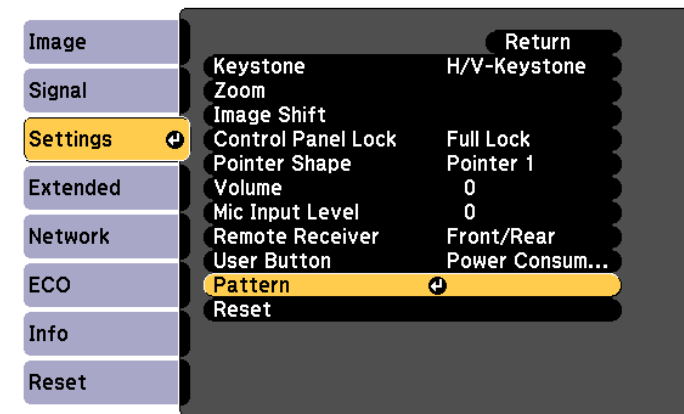 Image
Signal
Settings
Extended
Network
ECO
Info
Reset
Return
Keystone H/V-Keystone
Zoom
Image Shift
Control Panel Lock Full Lock
Pointer Shape Pointer 1
Volume 0
Mic Input Level 0
Remote Receiver Front/Rear
User Button Power Consum...
Pattern
Reset